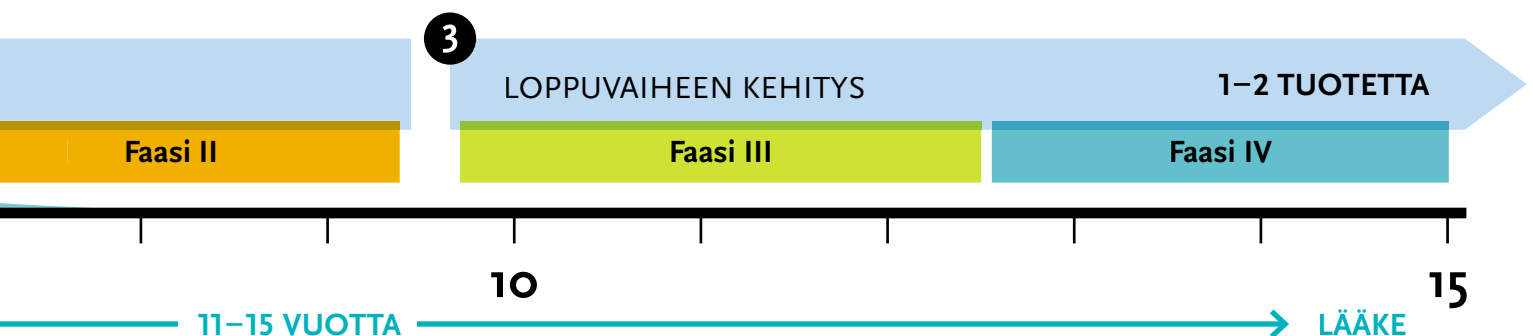 3
LOPPUVAIHEEN KEHITYS
1–2 TUOTETTA
Faasi II
Faasi III
Faasi IV
10
15
11–15 VUOTTA
LÄÄKE